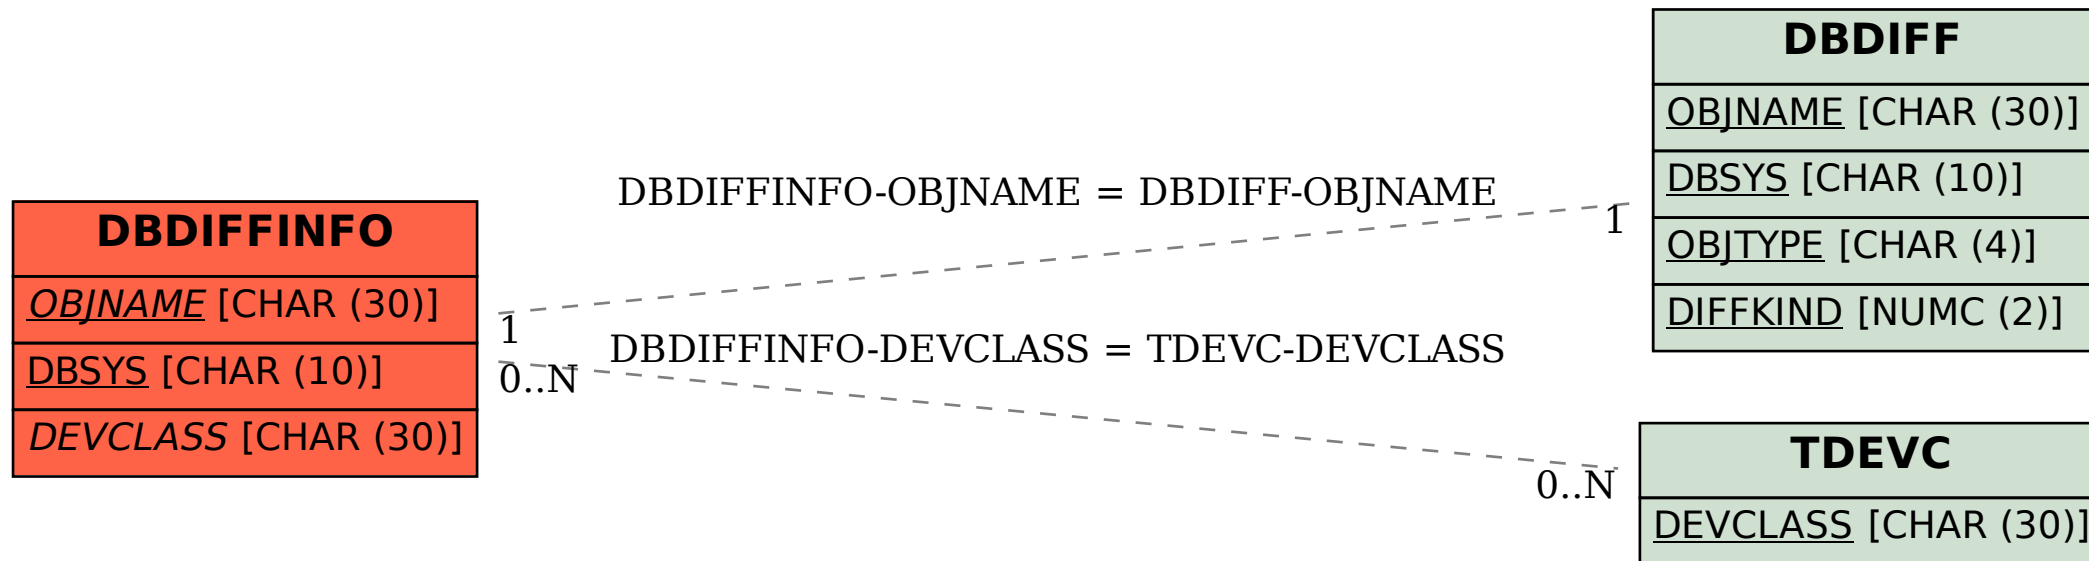 DBDIFF
OBJNAME [CHAR (30)]
DBSYS [CHAR (10)]
OBJTYPE [CHAR (4)]
DIFFKIND [NUMC (2)]
DBDIFFINFO-OBJNAME = DBDIFF-OBJNAME
1
DBDIFFINFO
OBJNAME [CHAR (30)]
DBSYS [CHAR (10)]
DEVCLASS [CHAR (30)]
1
DBDIFFINFO-DEVCLASS = TDEVC-DEVCLASS
0..N
0..N
TDEVC
DEVCLASS [CHAR (30)]